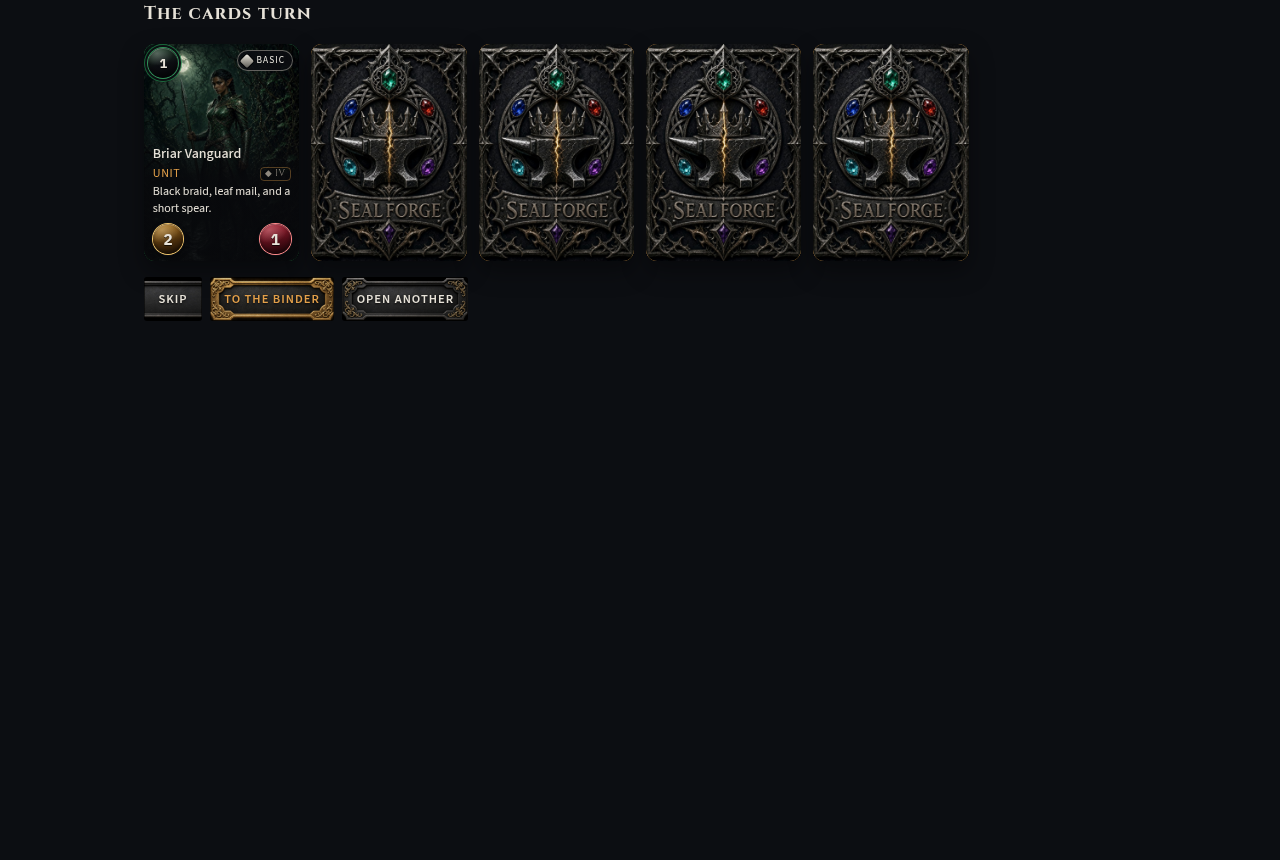 The cards turn
1
BASIC
Briar Vanguard
UNIT
IV
Black braid, leaf mail, and a
short spear.
2
1
SEAL FORGE
SEAL FORGE
SEAL FORGE
SEAL FORGE
SKIP
TO THE BINDER
OPEN ANOTHER